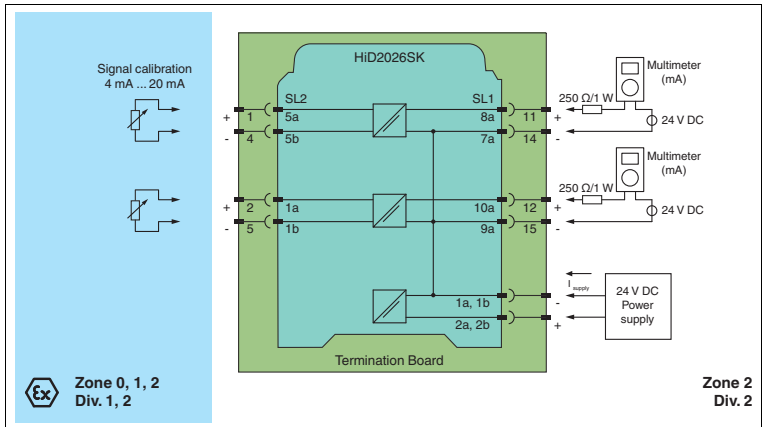 HiD2026SK
Signal calibration
4 mA ... 20 mA
SL2
SL1
+ 1 5a
- 4 5b
8a 11 +
7a 14 -
250 Ω/1 W
Multimeter
(mA)
24 V DC
+ 2 1a
- 5 1b
10a 12 +
9a 15 -
250 Ω/1 W
Multimeter
(mA)
24 V DC
1a, 1b -
2a, 2b +
I supply
24 V DC
Power
supply
Termination Board
Ex
Zone 0, 1, 2
Div. 1, 2
Zone 2
Div. 2